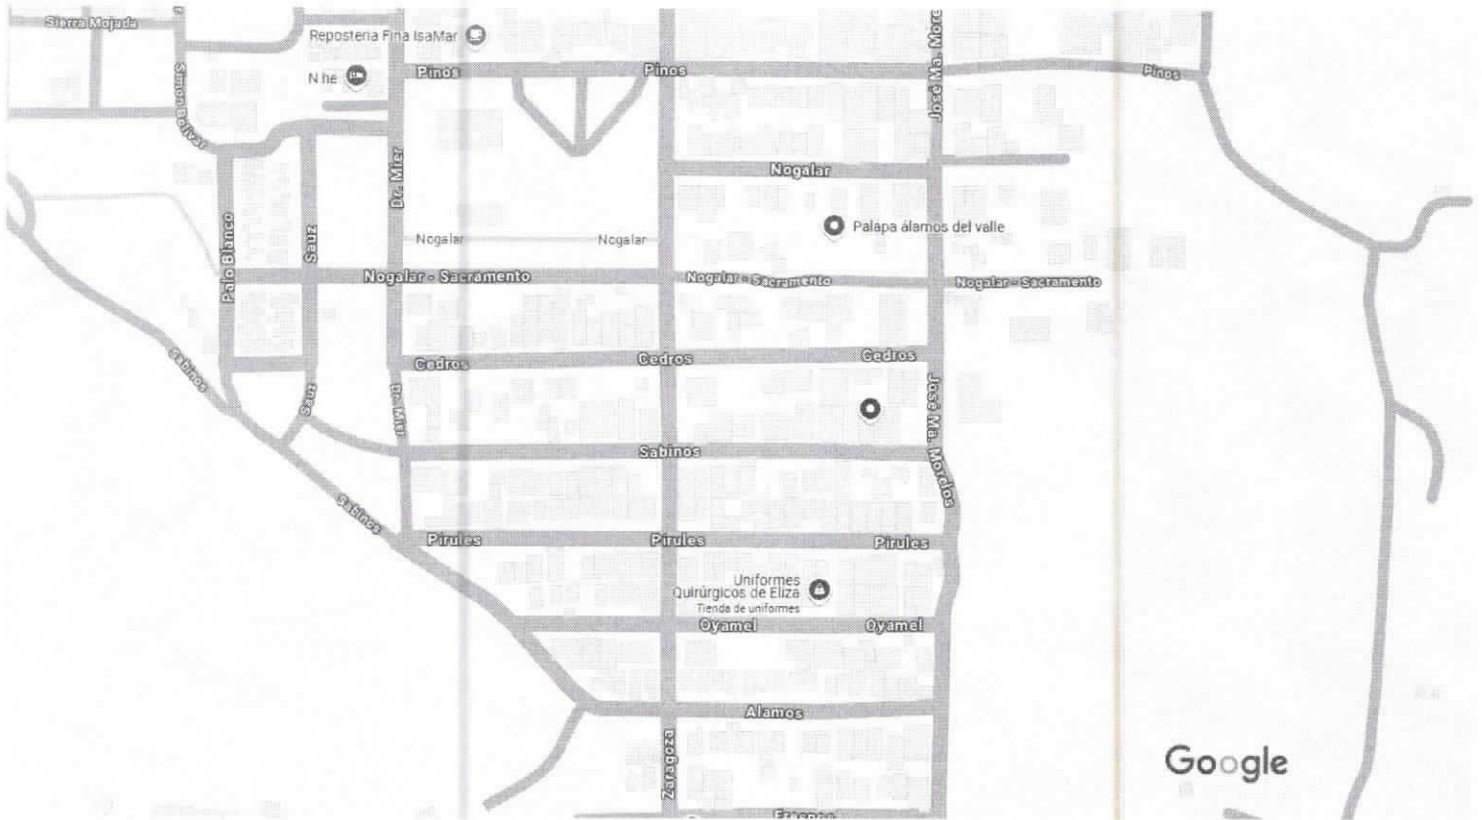 Sierra Mojada
Reposteria Fina IsaMar
José Ma. More
N he
Pinos
Pinos
Pinos
Simon Bolivar
Dr. Mier
Nogalar
Palo Blanco
Sauz
Palapa álamos del valle
Nogalar
Nogalar
Nogalar - Sacramento
Nogalar - Sacramento
Nogalar - Sacramento
Sabinos
Cedros
Cedros
Cedros
Sauz
Dr. Mier
José Ma. Morelos
Sabinos
Sabinos
Pirules
Pirules
Pirules
Uniformes
Quirúrgicos de Eliza
Tienda de uniformes
Oyamel
Oyamel
Alamos
Zaragoza
Google
Fresnos